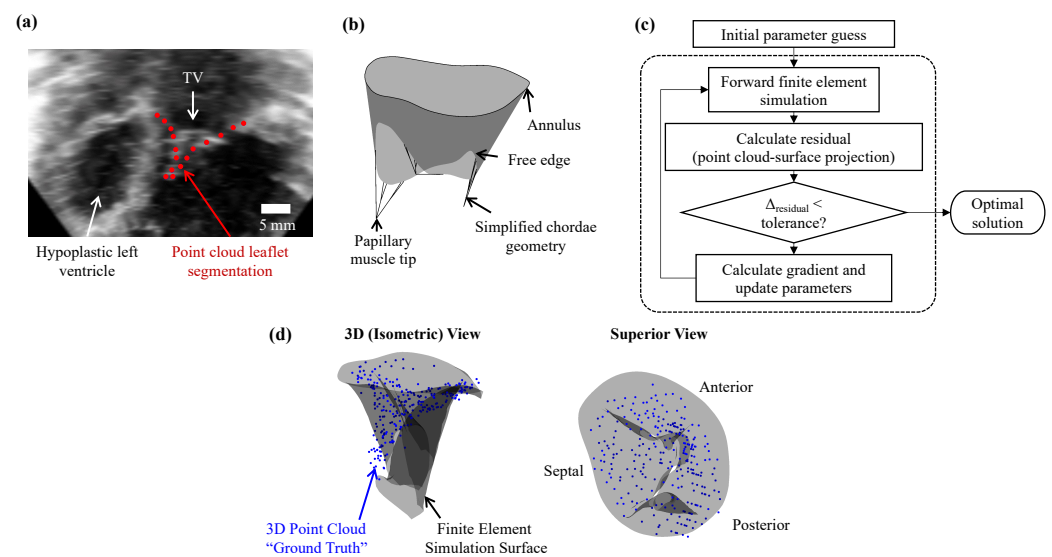 (a)
TV
5 mm
Hypoplastic left
ventricle
Point cloud leaflet
segmentation
(b)
Annulus
Free edge
Simplified chordae
geometry
Papillary
muscle tip
(c)
Initial parameter guess
Forward finite element
simulation
Calculate residual
(point cloud-surface projection)
Δresidual <
tolerance?
Optimal
solution
Calculate gradient and
update parameters
(d)
3D (Isometric) View
3D Point Cloud
“Ground Truth”
Finite Element
Simulation Surface
Superior View
Anterior
Septal
Posterior